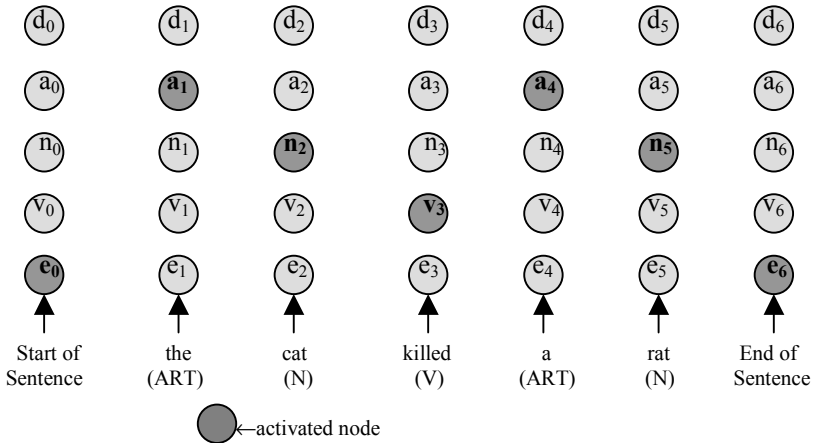 d₀ d₁ d₂ d₃ d₄ d₅ d₆
a₀ a₁ a₂ a₃ a₄ a₅ a₆
n₀ n₁ n₂ n₃ n₄ n₅ n₆
v₀ v₁ v₂ v₃ v₄ v₅ v₆
e₀ e₁ e₂ e₃ e₄ e₅ e₆
Start of the cat killed a rat End of
Sentence (ART) (N) (V) (ART) (N) Sentence
←activated node